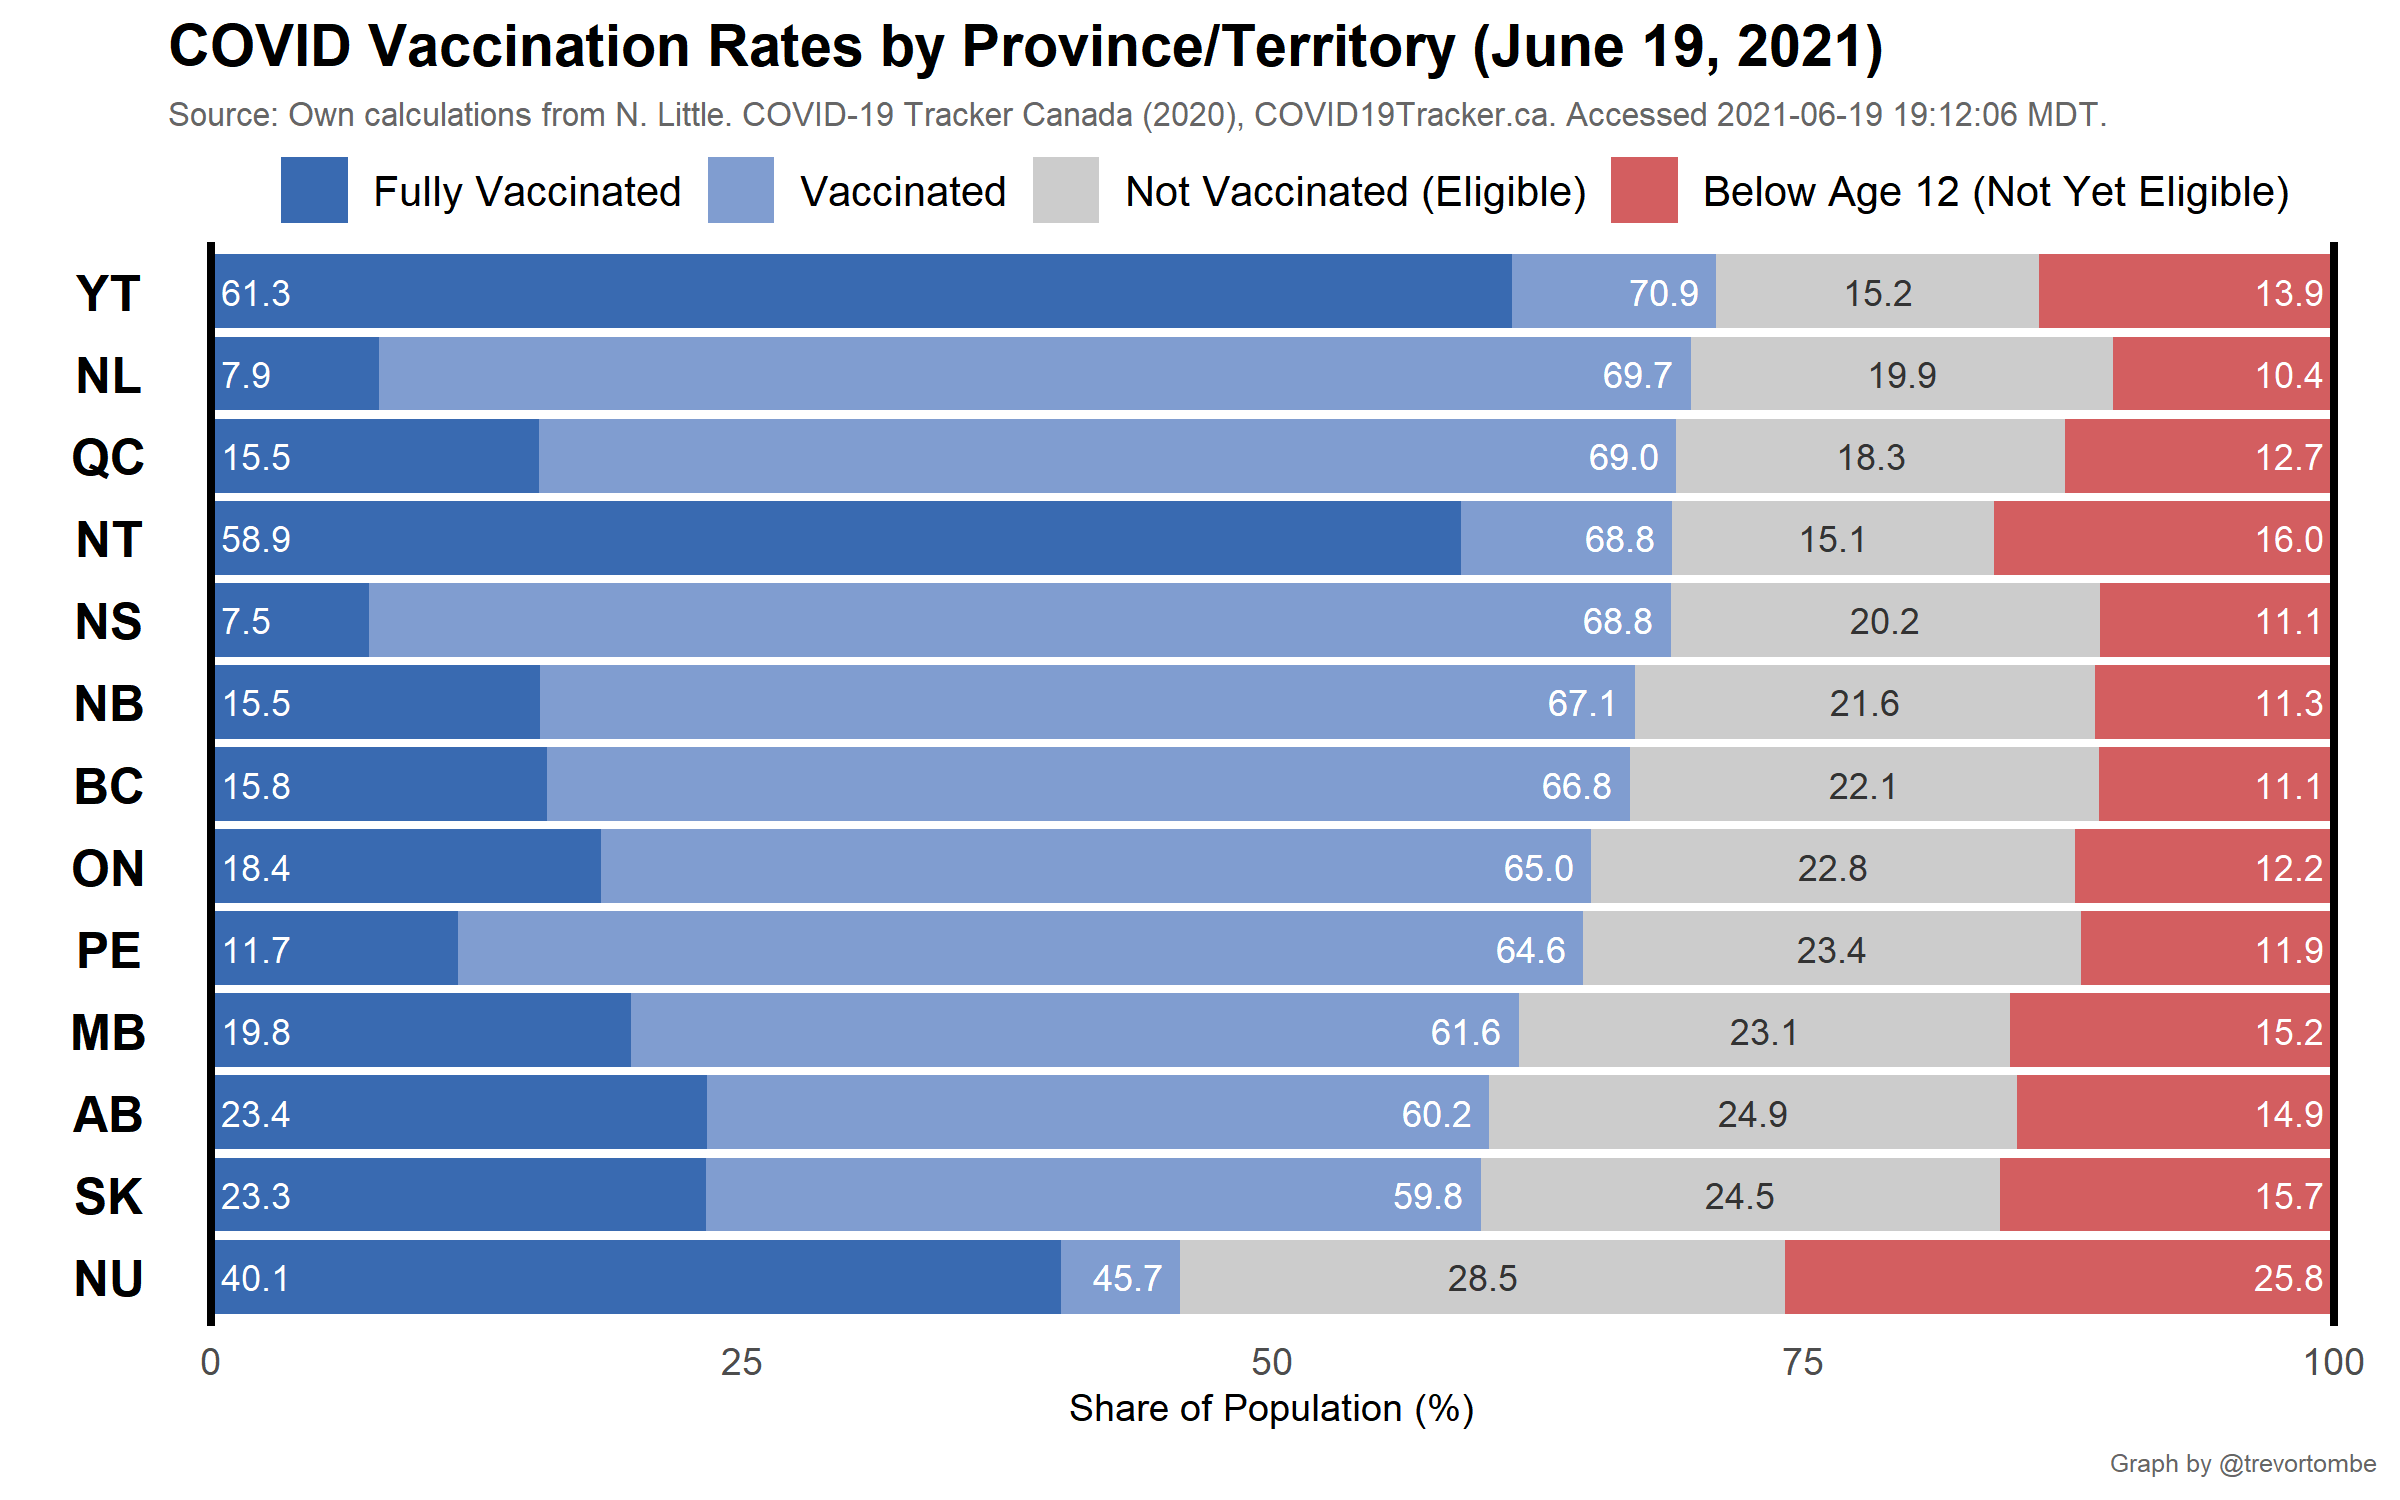 COVID Vaccination Rates by Province/Territory (June 19, 2021)
Source: Own calculations from N. Little. COVID-19 Tracker Canada (2020), COVID19Tracker.ca. Accessed 2021-06-19 19:12:06 MDT.
Fully Vaccinated Vaccinated Not Vaccinated (Eligible) Below Age 12 (Not Yet Eligible)
YT 61.3 70.9 15.2 13.9
NL 7.9 69.7 19.9 10.4
QC 15.5 69.0 18.3 12.7
NT 58.9 68.8 15.1 16.0
NS 7.5 68.8 20.2 11.1
NB 15.5 67.1 21.6 11.3
BC 15.8 66.8 22.1 11.1
ON 18.4 65.0 22.8 12.2
PE 11.7 64.6 23.4 11.9
MB 19.8 61.6 23.1 15.2
AB 23.4 60.2 24.9 14.9
SK 23.3 59.8 24.5 15.7
NU 40.1 45.7 28.5 25.8
0 25 50 75 100
Share of Population (%)
Graph by @trevortombe